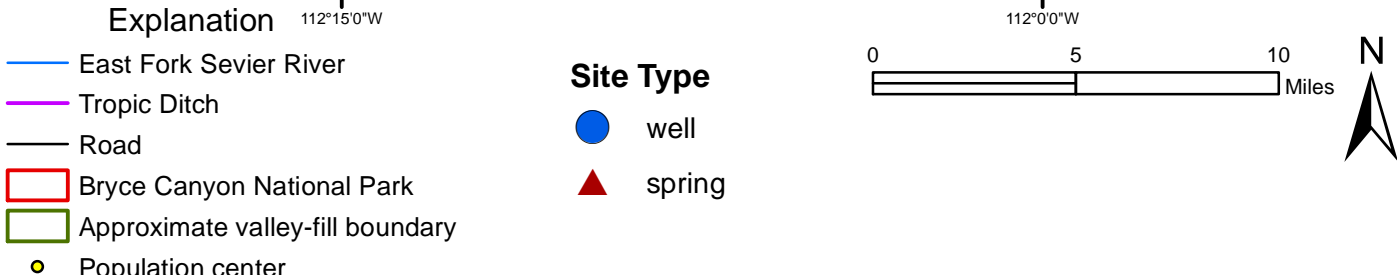 Explanation
112°15'0"W
112°0'0"W
East Fork Sevier River
Tropic Ditch
Road
Bryce Canyon National Park
Approximate valley-fill boundary
Population center
Site Type
well
spring
0 5 10
Miles
N